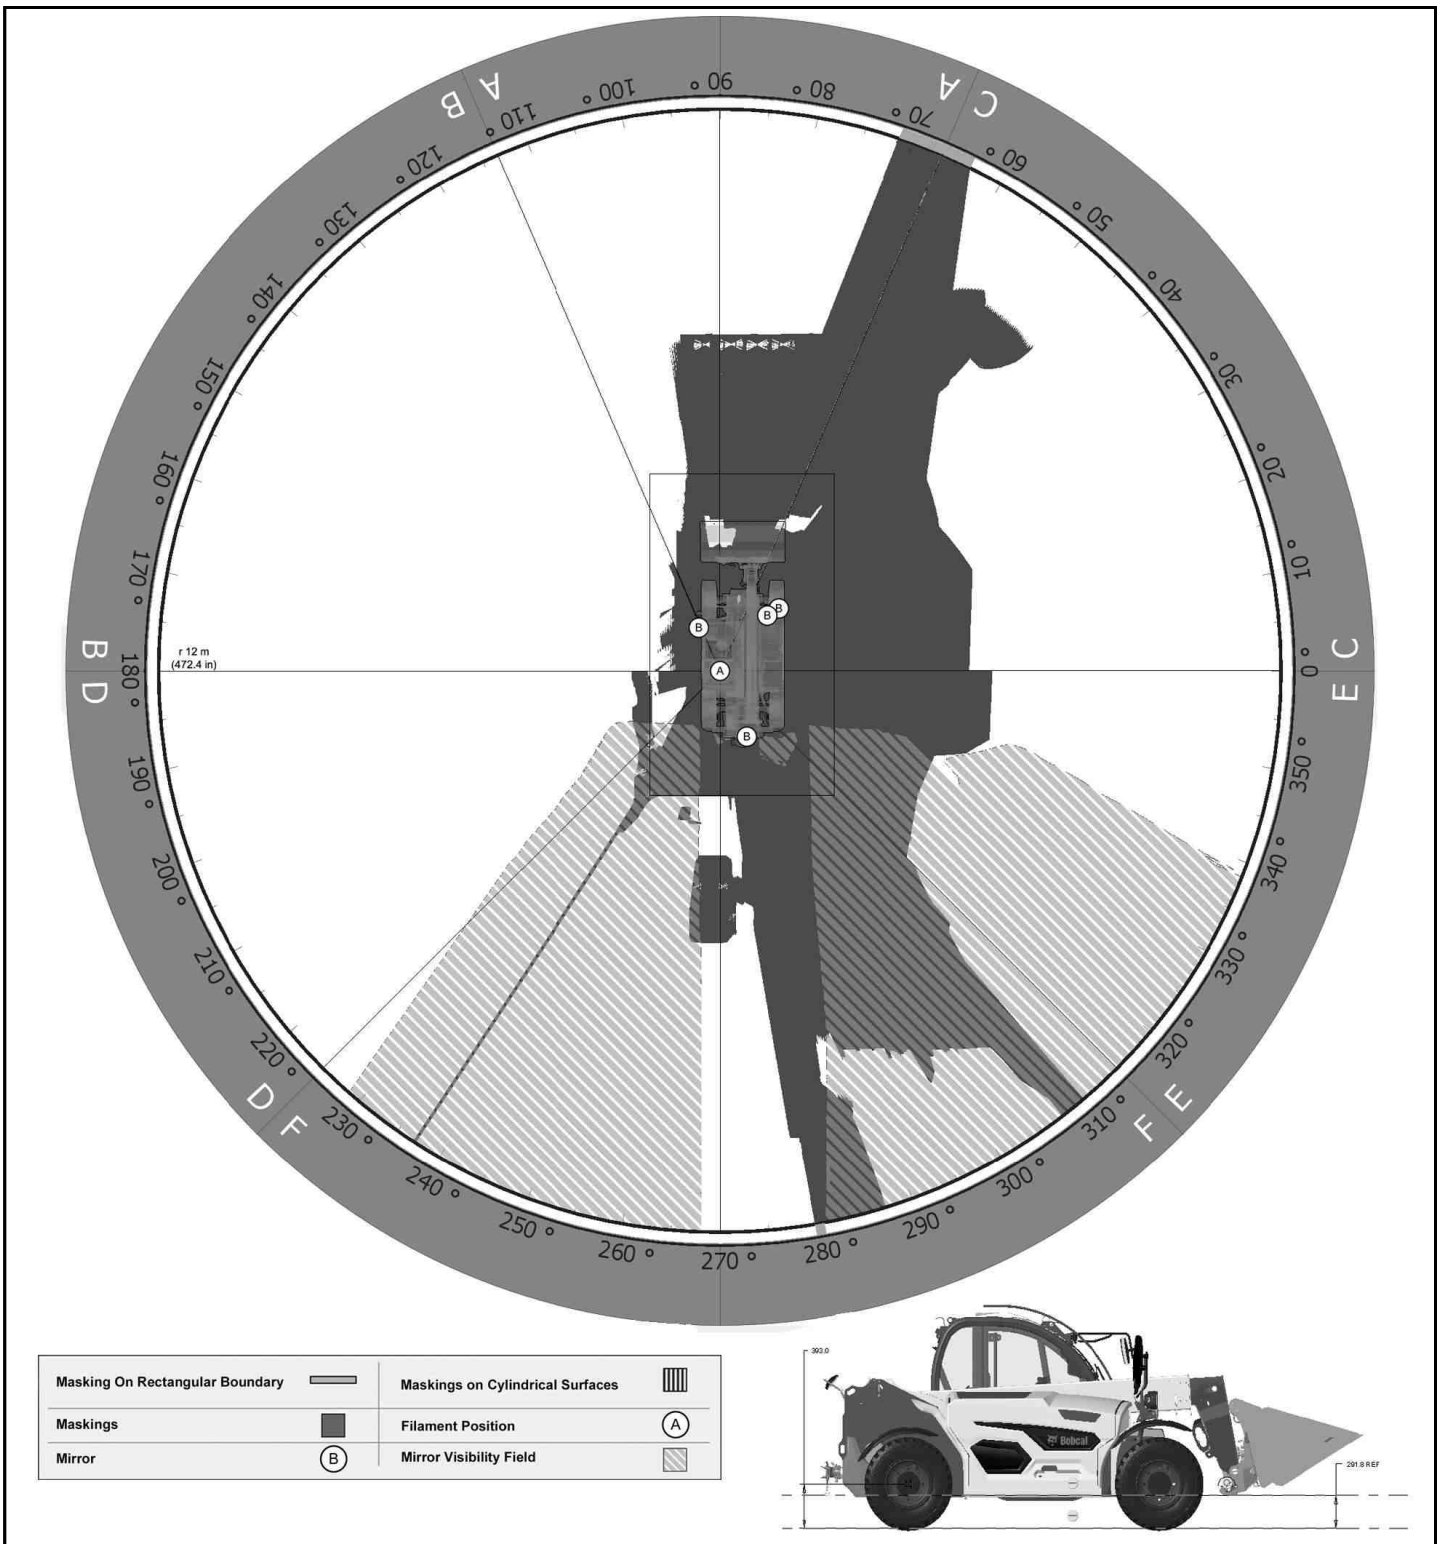 A
B
C
A
90 °
80 °
70 °
60 °
50 °
40 °
30 °
20 °
10 °
0 °
100 °
110 °
120 °
130 °
140 °
150 °
160 °
170 °
180 °
B
D
r 12 m
(472.4 in)
B
B
B
A
B
C
E
350 °
340 °
330 °
320 °
310 °
300 °
290 °
280 °
270 °
260 °
250 °
240 °
230 °
220 °
210 °
200 °
190 °
D
F
E
F
393.0
Bobcat
291.8 REF
Masking On Rectangular Boundary
Maskings on Cylindrical Surfaces
Maskings
Filament Position
A
Mirror
B
Mirror Visibility Field